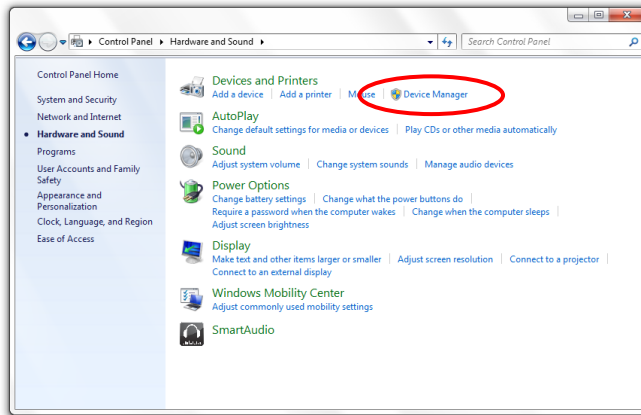 Control Panel ▸ Hardware and Sound ▸
Search Control Panel
Control Panel Home
System and Security
Network and Internet
Hardware and Sound
Programs
User Accounts and Family
Safety
Appearance and
Personalization
Clock, Language, and Region
Ease of Access
Devices and Printers
Add a device | Add a printer | Mouse | Device Manager
AutoPlay
Change default settings for media or devices | Play CDs or other media automatically
Sound
Adjust system volume | Change system sounds | Manage audio devices
Power Options
Change battery settings | Change what the power buttons do |
Require a password when the computer wakes | Change when the computer sleeps |
Adjust screen brightness
Display
Make text and other items larger or smaller | Adjust screen resolution | Connect to a projector |
Connect to an external display
Windows Mobility Center
Adjust commonly used mobility settings
SmartAudio